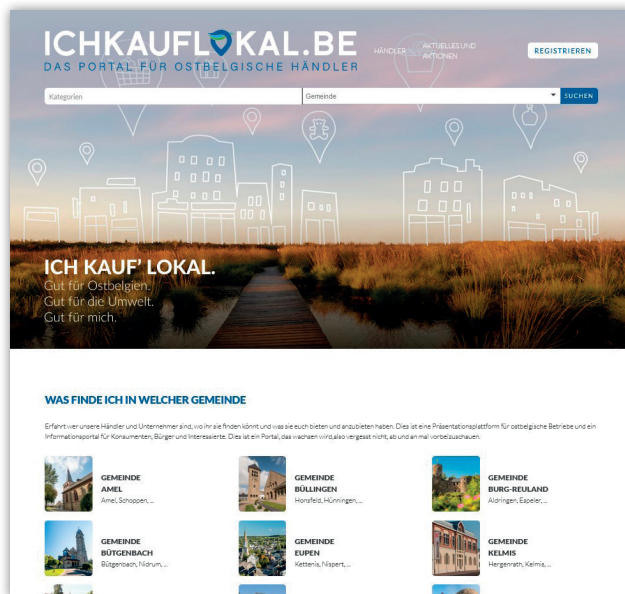 ICHKAUFLOKAL.BE
DAS PORTAL FÜR OSTBELGISCHE HÄNDLER
HÄNDLER
AKTUELLES UND
AKTIONEN
REGISTRIEREN
Kategorien
Gemeinde
SUCHEN
ICH KAUF' LOKAL.
Gut für Ostbelgien.
Gut für die Umwelt.
Gut für mich.
WAS FINDE ICH IN WELCHER GEMEINDE
Erfahrt wer unsere Händler und Unternehmer sind, wo ihr sie finden könnt und was sie euch bieten und anzubieten haben. Dies ist eine Präsentationsplattform für ostbelgische Betriebe und ein
Informationsportal für Konsumenten, Bürger und Interessierte. Dies ist ein Portal, das wachsen wird,also vergesst nicht, ab und an mal vorbeizuschauen.
GEMEINDE
AMEL
Amel, Schoppen, ...
GEMEINDE
BÜLLINGEN
Honsfeld, Hünningen, ...
GEMEINDE
BURG-REULAND
Aldringen, Espeler, ...
GEMEINDE
BÜTGENBACH
Bütgenbach, Nidrum, ...
GEMEINDE
EUPEN
Kettenis, Nispert, ...
GEMEINDE
KELMIS
Hergenrath, Kelmis, ...